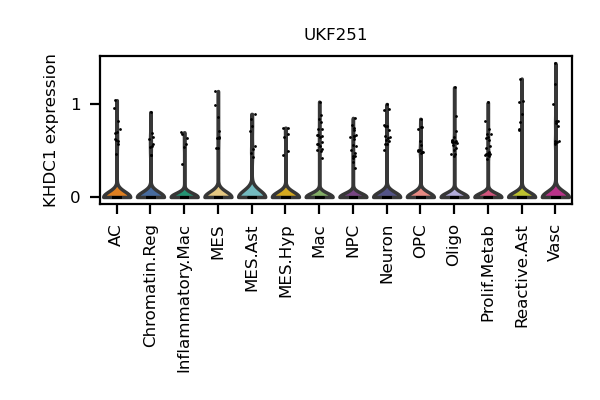 UKF251
KHDC1 expression
1
0
AC
Chromatin.Reg
Inflammatory.Mac
MES
MES.Ast
MES.Hyp
Mac
NPC
Neuron
OPC
Oligo
Prolif.Metab
Reactive.Ast
Vasc